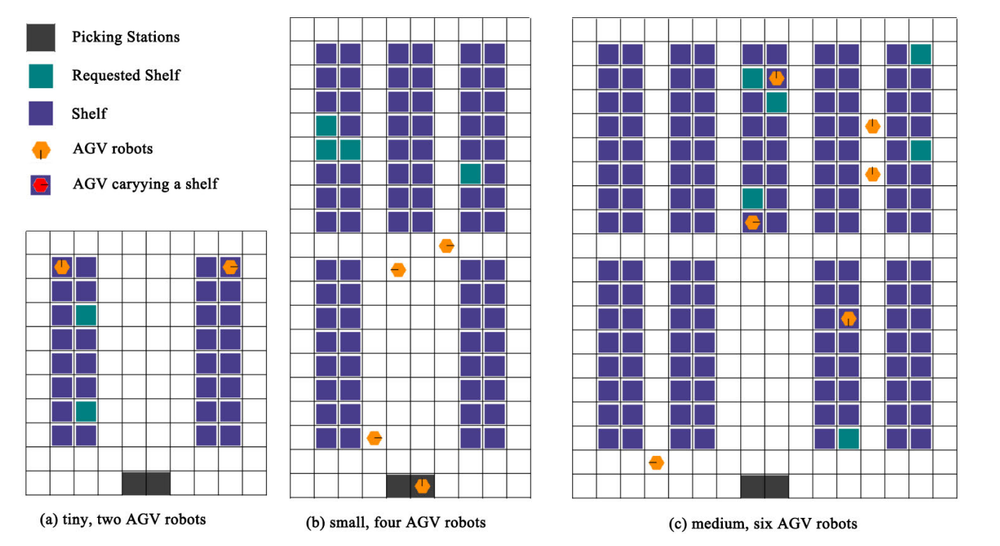 Picking Stations
Requested Shelf
Shelf
AGV robots
AGV caryying a shelf
(a) tiny, two AGV robots
(b) small, four AGV robots
(c) medium, six AGV robots